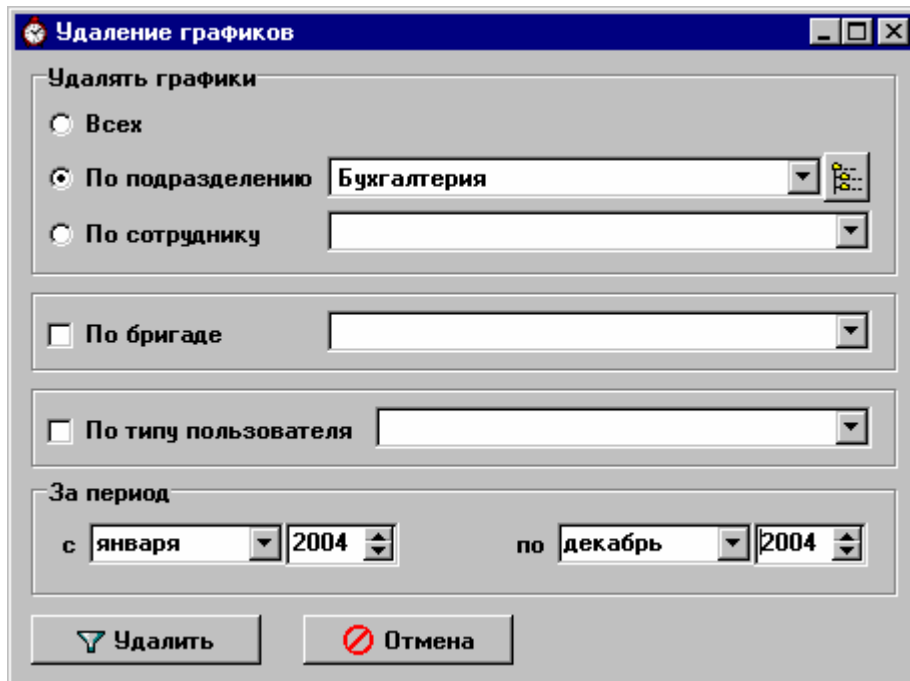 Удаление графиков
Удалять графики
Всех
По подразделению Бухгалтерия
По сотруднику
По бригаде
По типу пользователя
За период
с января 2004 по декабрь 2004
Удалить Отмена